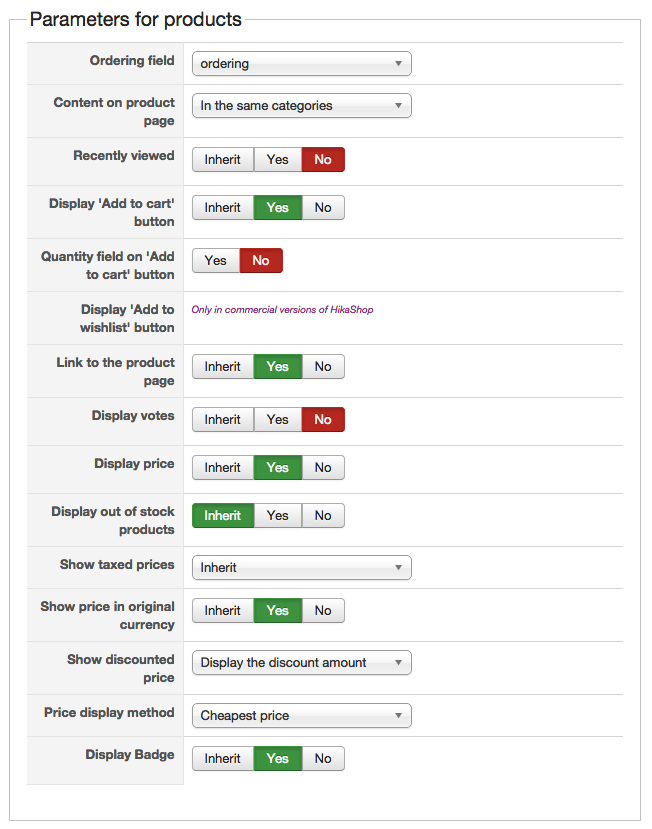 Parameters for products
Ordering field
ordering
Content on product
page
In the same categories
Recently viewed
Inherit Yes No
Display 'Add to cart'
button
Inherit Yes No
Quantity field on 'Add
to cart' button
Yes No
Display 'Add to
wishlist' button
Only in commercial versions of HikaShop
Link to the product
page
Inherit Yes No
Display votes
Inherit Yes No
Display price
Inherit Yes No
Display out of stock
products
Inherit Yes No
Show taxed prices
Inherit
Show price in original
currency
Inherit Yes No
Show discounted
price
Display the discount amount
Price display method
Cheapest price
Display Badge
Inherit Yes No